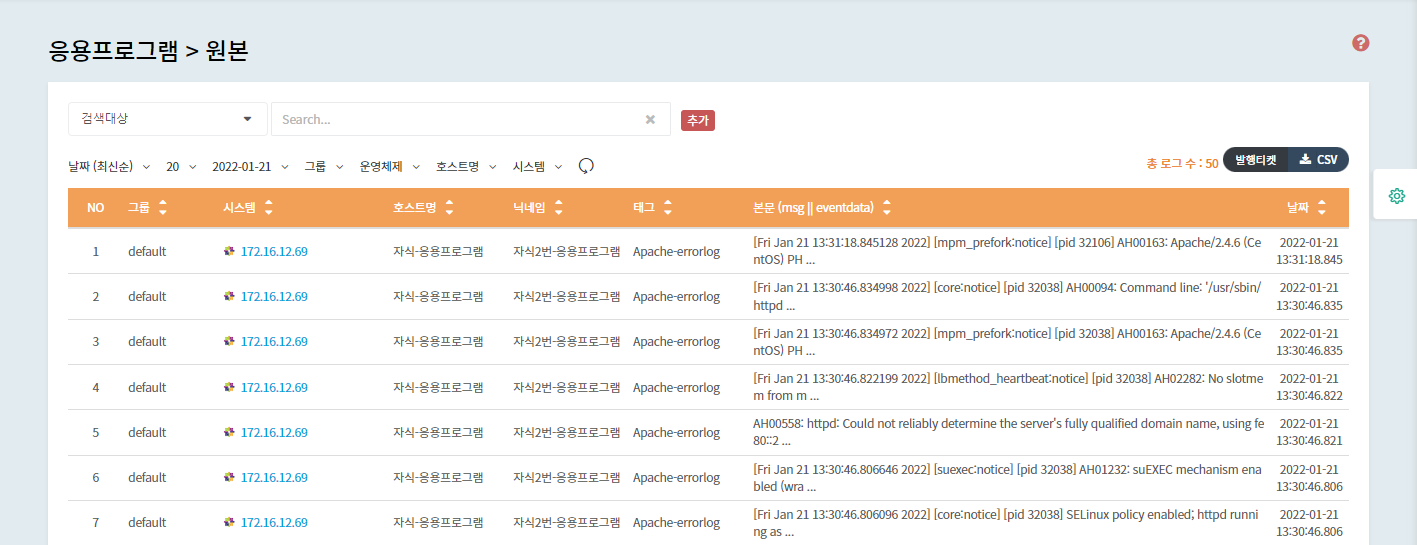 응용프로그램 > 원본
검색대상 Search... 추가
날짜 (최신순) 20 2022-01-21 그룹 운영체제 호스트명 시스템 총 로그 수 : 50 발행티켓 CSV
NO 그룹 시스템 호스트명 닉네임 태그 본문 (msg || eventdata) 날짜
1 default 172.16.12.69 자식-응용프로그램 자식2번-응용프로그램 Apache-errorlog [Fri Jan 21 13:31:18.845128 2022] [mpm_prefork:notice] [pid 32106] AH00163: Apache/2.4.6 (Ce 2022-01-21
ntOS) PH ... 13:31:18.845
2 default 172.16.12.69 자식-응용프로그램 자식2번-응용프로그램 Apache-errorlog [Fri Jan 21 13:30:46.834998 2022] [core:notice] [pid 32038] AH00094: Command line: '/usr/sbin/ 2022-01-21
httpd ... 13:30:46.835
3 default 172.16.12.69 자식-응용프로그램 자식2번-응용프로그램 Apache-errorlog [Fri Jan 21 13:30:46.834972 2022] [mpm_prefork:notice] [pid 32038] AH00163: Apache/2.4.6 (Ce 2022-01-21
ntOS) PH ... 13:30:46.835
4 default 172.16.12.69 자식-응용프로그램 자식2번-응용프로그램 Apache-errorlog [Fri Jan 21 13:30:46.822199 2022] [lbmethod_heartbeat:notice] [pid 32038] AH02282: No slotme 2022-01-21
m from m ... 13:30:46.822
5 default 172.16.12.69 자식-응용프로그램 자식2번-응용프로그램 Apache-errorlog AH00558: httpd: Could not reliably determine the server's fully qualified domain name, using fe 2022-01-21
80::2 ... 13:30:46.821
6 default 172.16.12.69 자식-응용프로그램 자식2번-응용프로그램 Apache-errorlog [Fri Jan 21 13:30:46.806646 2022] [suexec:notice] [pid 32038] AH01232: suEXEC mechanism ena 2022-01-21
bled (wra ... 13:30:46.806
7 default 172.16.12.69 자식-응용프로그램 자식2번-응용프로그램 Apache-errorlog [Fri Jan 21 13:30:46.806096 2022] [core:notice] [pid 32038] SELinux policy enabled; httpd runni 2022-01-21
ng as ... 13:30:46.806